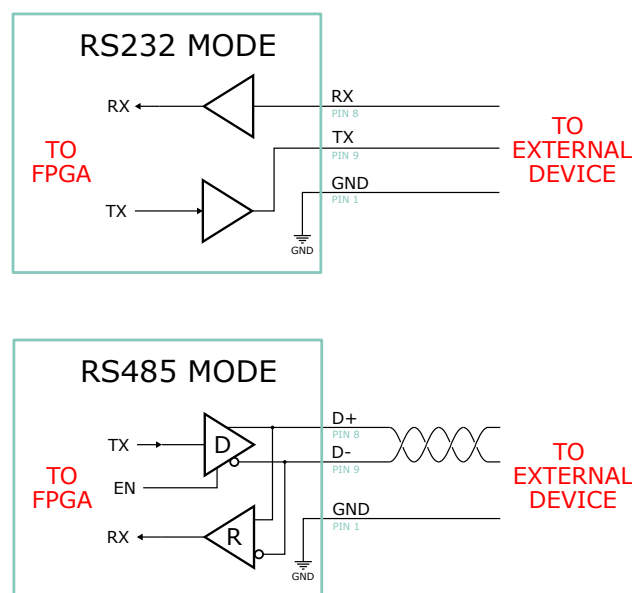 RS232 MODE
RX
RX
PIN 8
TO
FPGA
TX
PIN 9
TO
EXTERNAL
DEVICE
GND
PIN 1
TX
GND
RS485 MODE
TX
D
D+
PIN 8
D-
PIN 9
TO
FPGA
EN
TO
EXTERNAL
DEVICE
GND
PIN 1
RX
R
GND